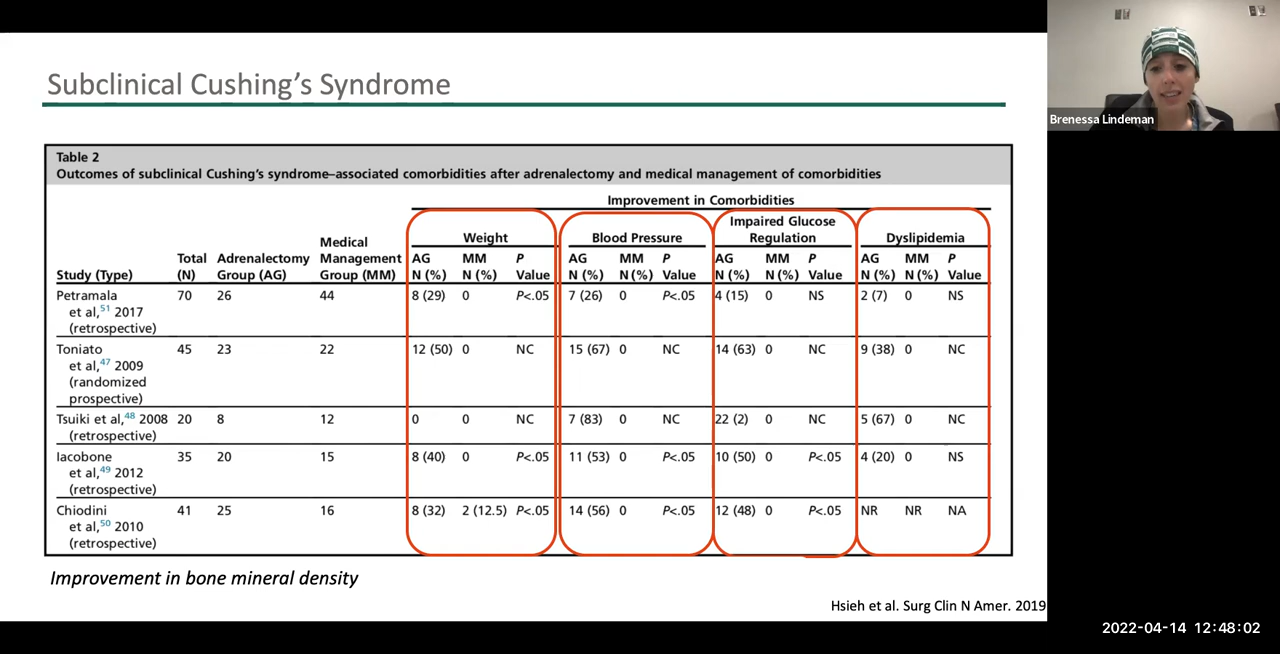 Subclinical Cushing's Syndrome
Brenessa Lindeman
Table 2
Outcomes of subclinical Cushing's syndrome–associated comorbidities after adrenalectomy and medical management of comorbidities
Improvement in Comorbidities
Impaired Glucose
Medical Weight Blood Pressure Regulation Dyslipidemia
Total Adrenalectomy Management AG MM P AG MM P AG MM P AG MM P
Study (Type) (N) Group (AG) Group (MM) N (%) N (%) Value N (%) N (%) Value N (%) N (%) Value N (%) N (%) Value
Petramala 70 26 44 8 (29) 0 P<.05 7 (26) 0 P<.05 4 (15) 0 NS 2 (7) 0 NS
et al,51 2017
(retrospective)
Toniato 45 23 22 12 (50) 0 NC 15 (67) 0 NC 14 (63) 0 NC 9 (38) 0 NC
et al,47 2009
(randomized
prospective)
Tsuiki et al,48 2008 20 8 12 0 0 NC 7 (83) 0 NC 22 (2) 0 NC 5 (67) 0 NC
(retrospective)
Iacobone 35 20 15 8 (40) 0 P<.05 11 (53) 0 P<.05 10 (50) 0 P<.05 4 (20) 0 NS
et al,49 2012
(retrospective)
Chiodini 41 25 16 8 (32) 2 (12.5) P<.05 14 (56) 0 P<.05 12 (48) 0 P<.05 NR NR NA
et al,50 2010
(retrospective)
Improvement in bone mineral density
Hsieh et al. Surg Clin N Amer. 2019
2022-04-14 12:48:02